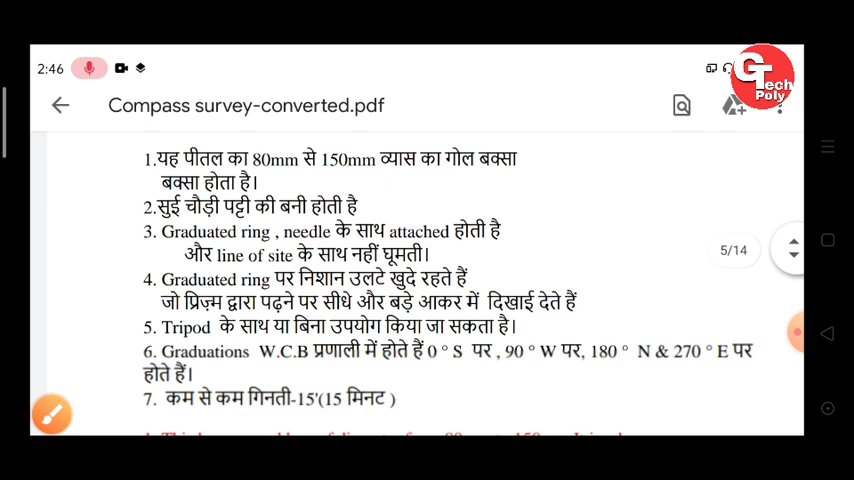 2:46
G Tech Poly
Compass survey-converted.pdf
1.यह पीतल का 80mm से 150mm व्यास का गोल बक्सा
बक्सा होता है।
2.सुई चौड़ी पट्टी की बनी होती है
3. Graduated ring , needle के साथ attached होती है
और line of site के साथ नहीं घूमती।
5/14
4. Graduated ring पर निशान उलटे खुदे रहते हैं
जो प्रिज़्म द्वारा पढ़ने पर सीधे और बड़े आकर में दिखाई देते हैं
5. Tripod के साथ या बिना उपयोग किया जा सकता है।
6. Graduations W.C.B प्रणाली में होते हैं 0 ° S पर , 90 ° W पर, 180 ° N & 270 ° E पर
होते हैं।
7. कम से कम गिनती-15'(15 मिनट )